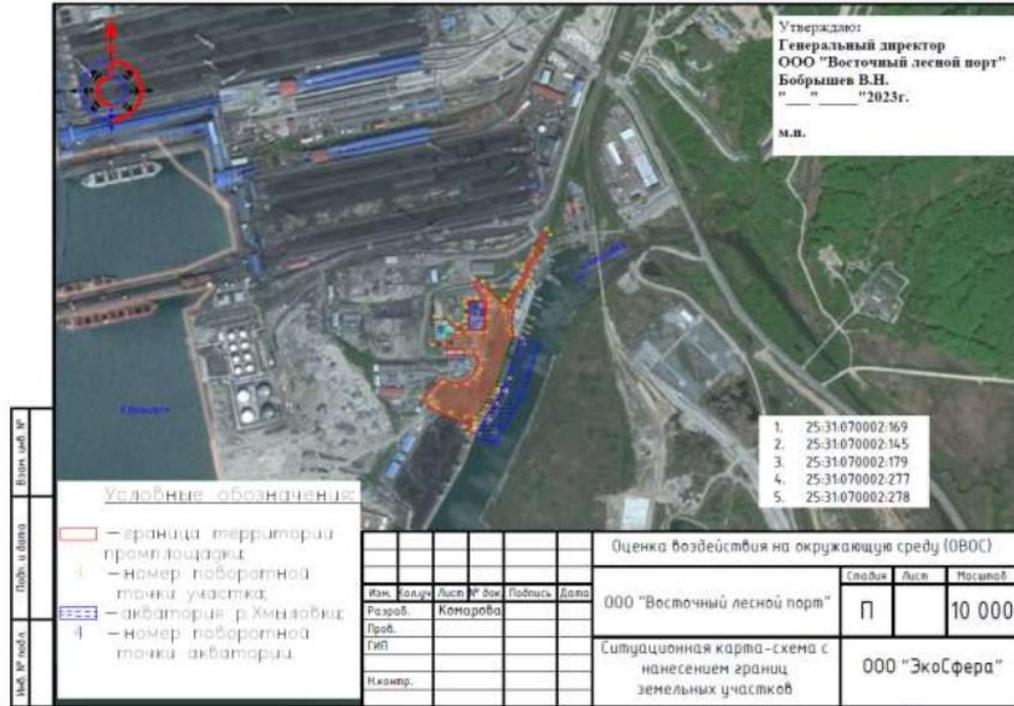 Утверждаю:
Генеральный директор
ООО "Восточный лесной порт"
Бобрышев В.Н.
"___"_____"2023г.
м.п.
1. 25:31:070002:169
2. 25:31:070002:145
3. 25:31:070002:179
4. 25:31:070002:277
5. 25:31:070002:278
Условные обозначения:
— граница территории
промплощадки;
— номер поворотной
точки участка;
— акватория р.Хмыловки;
— номер поворотной
точки акватории.
Взам. инв. №
Подп. и дата
Инв. № подл.
Изм. Кол.уч Лист № док. Подпись Дата
Разраб. Комарова
Пров.
ГИП
Н.контр.
Оценка воздействия на окружающую среду (ОВОС)
ООО "Восточный лесной порт"
Стадия Лист Масштаб
П 10 000
Ситуационная карта-схема с
нанесением границ
земельных участков
ООО "ЭкоСфера"